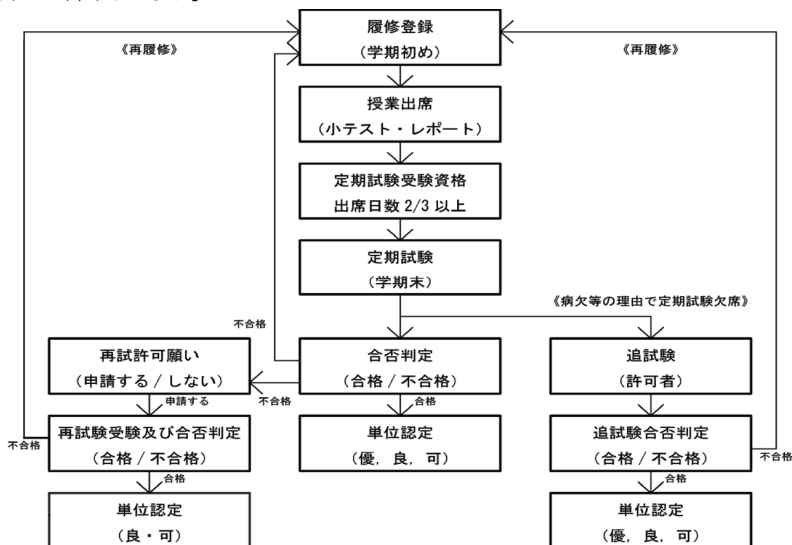 履修登録
(学期初め)
《再履修》
《再履修》
授業出席
(小テスト・レポート)
定期試験受験資格
出席日数 2/3 以上
定期試験
(学期末)
《病欠等の理由で定期試験欠席》
不合格
再試許可願い
(申請する / しない)
合否判定
(合格 / 不合格)
追試験
(許可者)
申請する
不合格
合格
再試験受験及び合否判定
(合格 / 不合格)
単位認定
(優, 良, 可)
追試験合否判定
(合格 / 不合格)
不合格
不合格
合格
合格
単位認定
(良・可)
単位認定
(優, 良, 可)